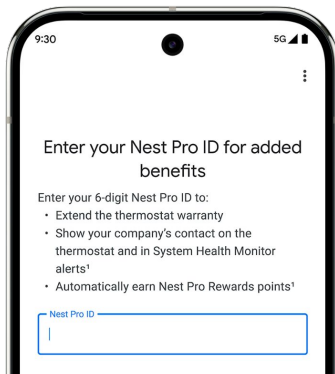 9:30
5G
Enter your Nest Pro ID for added
benefits
Enter your 6-digit Nest Pro ID to:
• Extend the thermostat warranty
• Show your company's contact on the
thermostat and in System Health Monitor
alerts¹
• Automatically earn Nest Pro Rewards points¹
Nest Pro ID